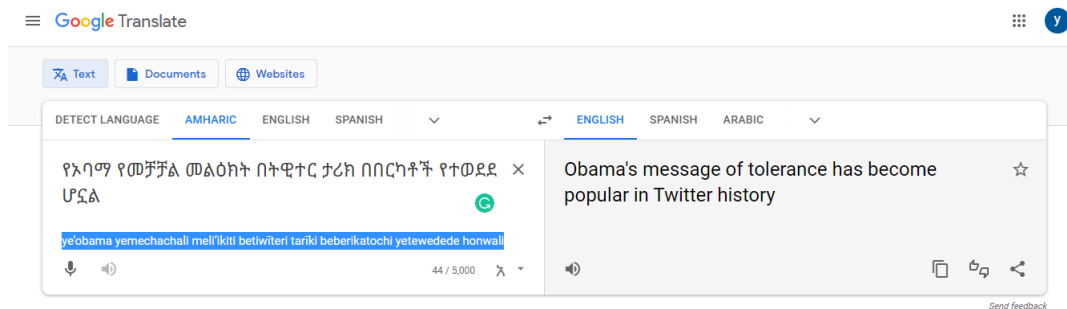 Google Translate
y
Text
Documents
Websites
DETECT LANGUAGE
AMHARIC
ENGLISH
SPANISH
ENGLISH
SPANISH
ARABIC
የኦባማ የመቻቻል መልዕክት በትዊተር ታሪክ በበርካቶች የተወደደ
ሆኗል
ye'obama yemechachali meli'ikiti betiwīteri tarīki beberikatochi yetewedede honwali
44 / 5,000
Obama's message of tolerance has become
popular in Twitter history
Send feedback